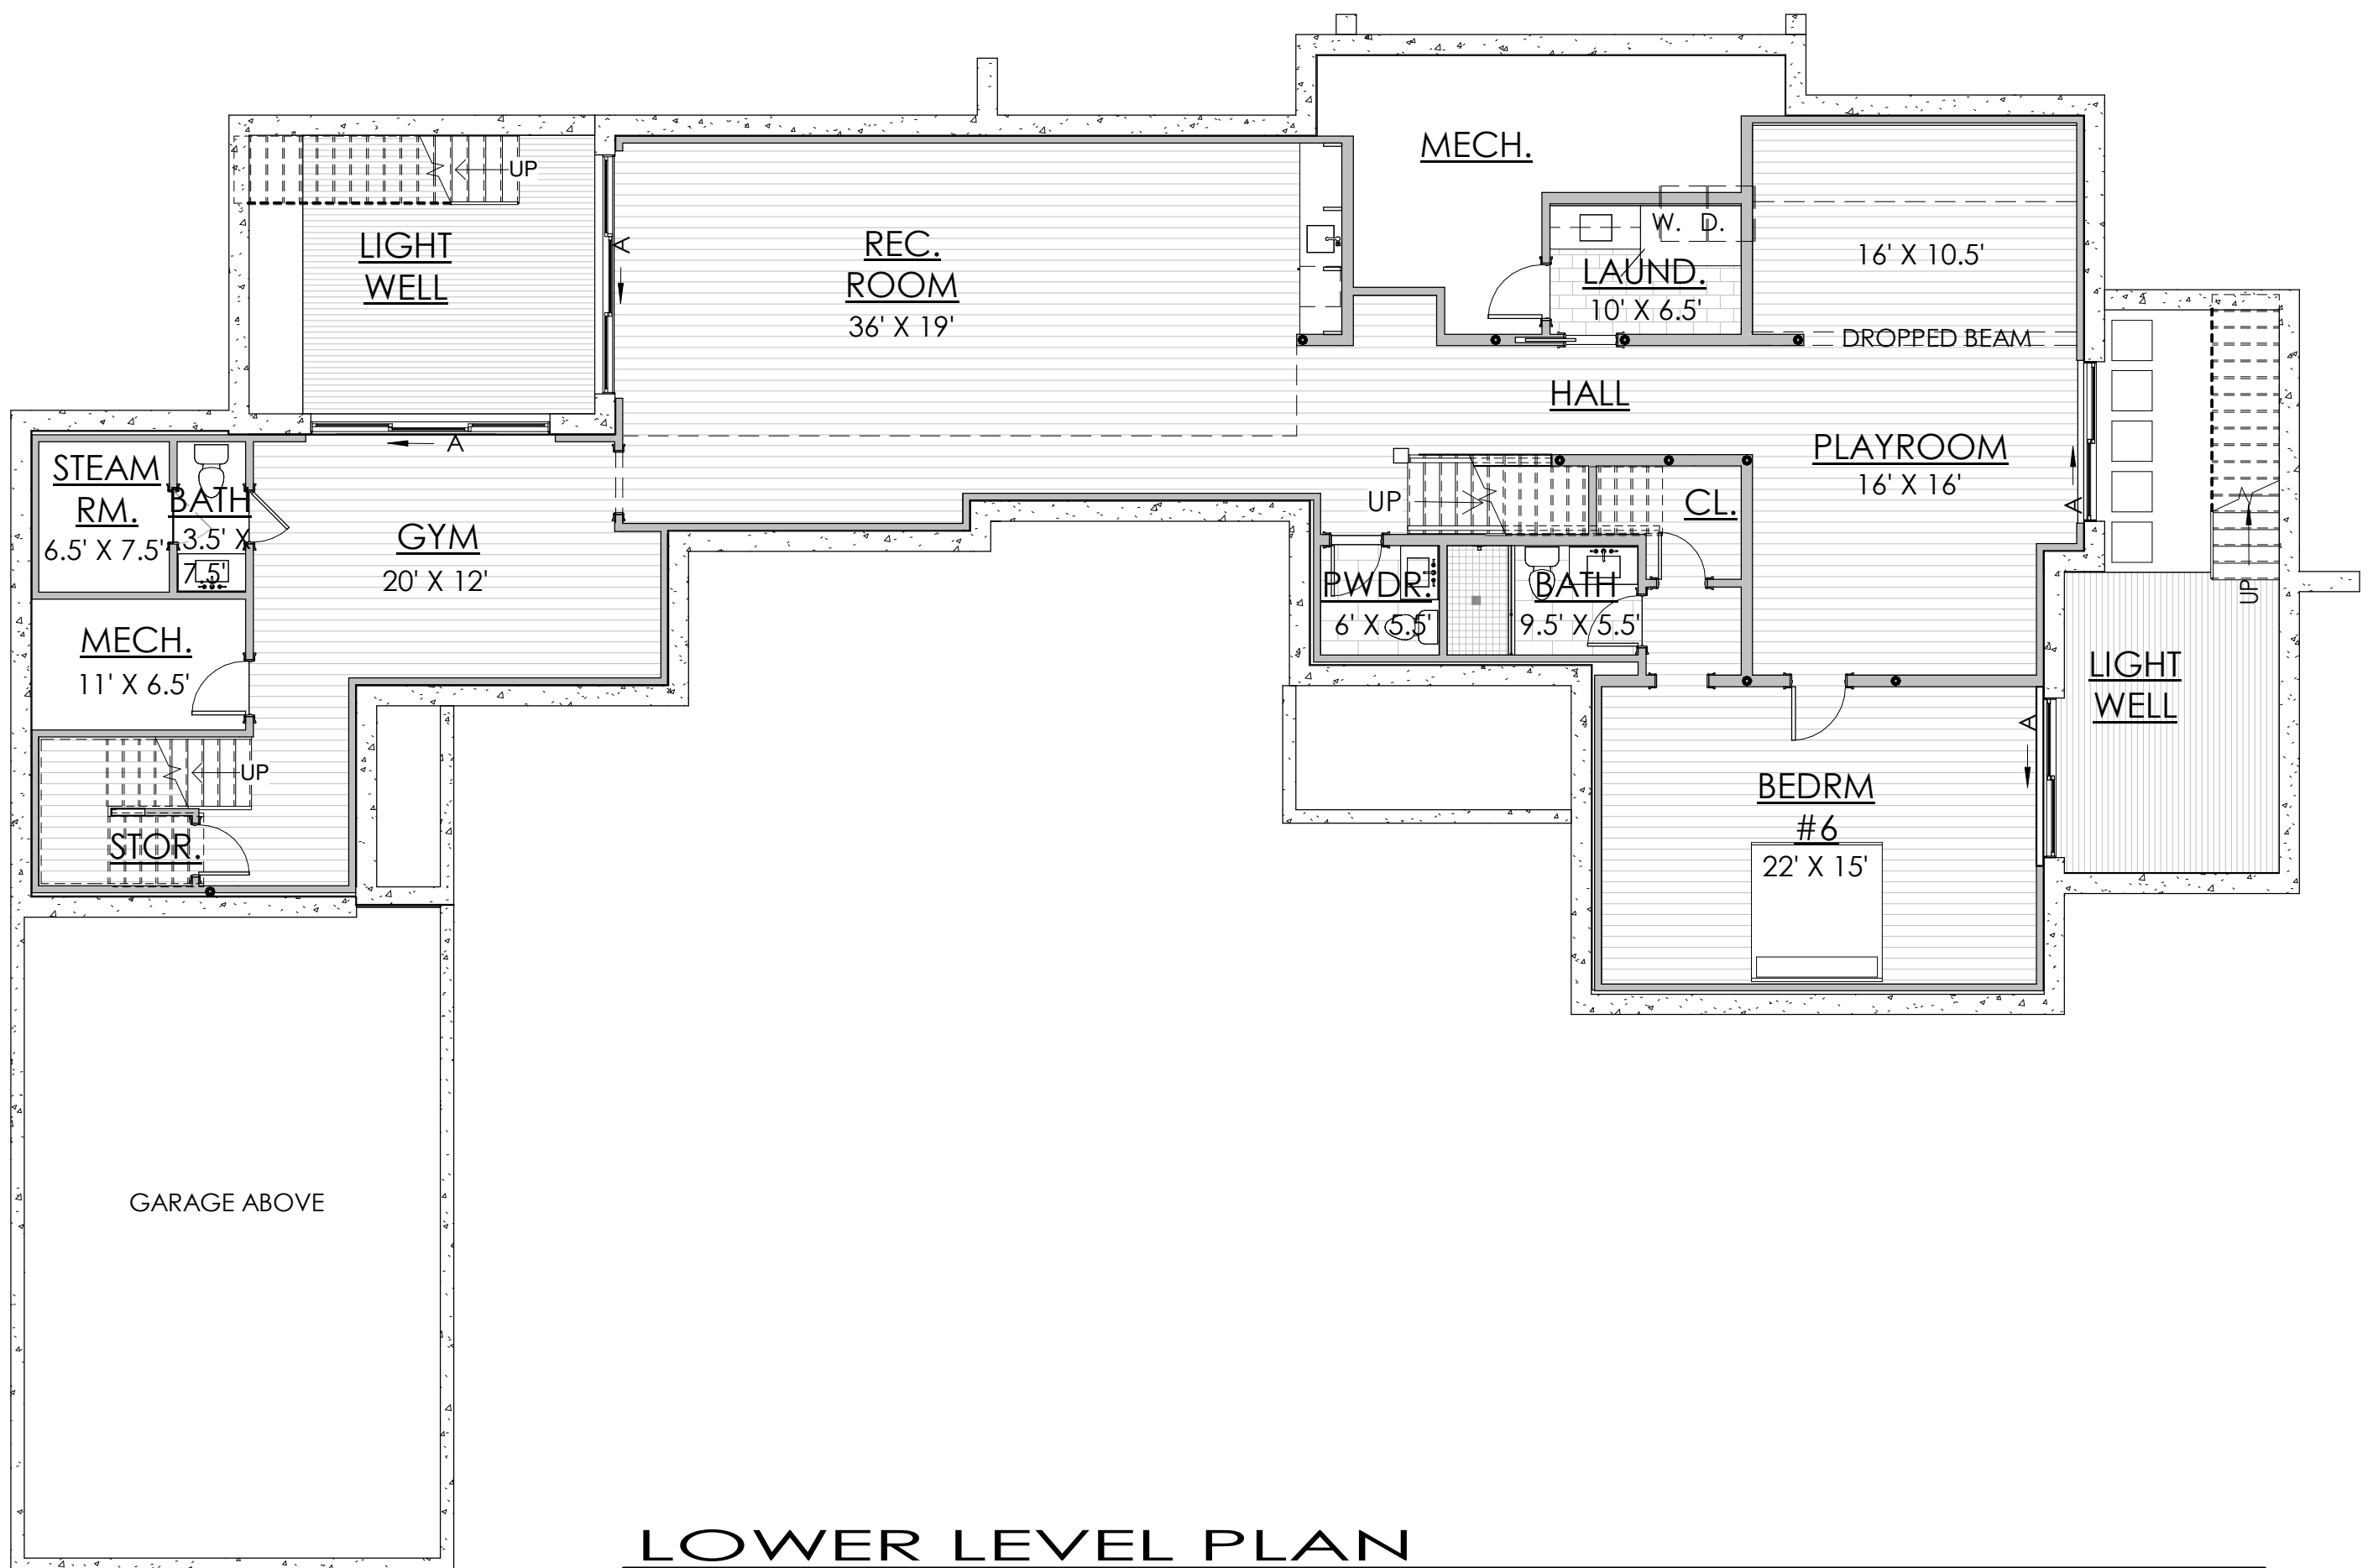 MECH.
UP
LIGHT
WELL
REC.
ROOM
36' X 19'
A
W. D.
LAUND.
10' X 6.5'
16' X 10.5'
DROPPED BEAM
HALL
PLAYROOM
16' X 16'
A
A
STEAM
RM.
6.5' X 7.5'
BATH
3.5' X
7.5'
GYM
20' X 12'
UP
CL.
PWDR.
6' X 5.5'
BATH
9.5' X 5.5'
UP
MECH.
11' X 6.5'
LIGHT
WELL
A
UP
STOR.
BEDRM
#6
22' X 15'
GARAGE ABOVE
LOWER LEVEL PLAN